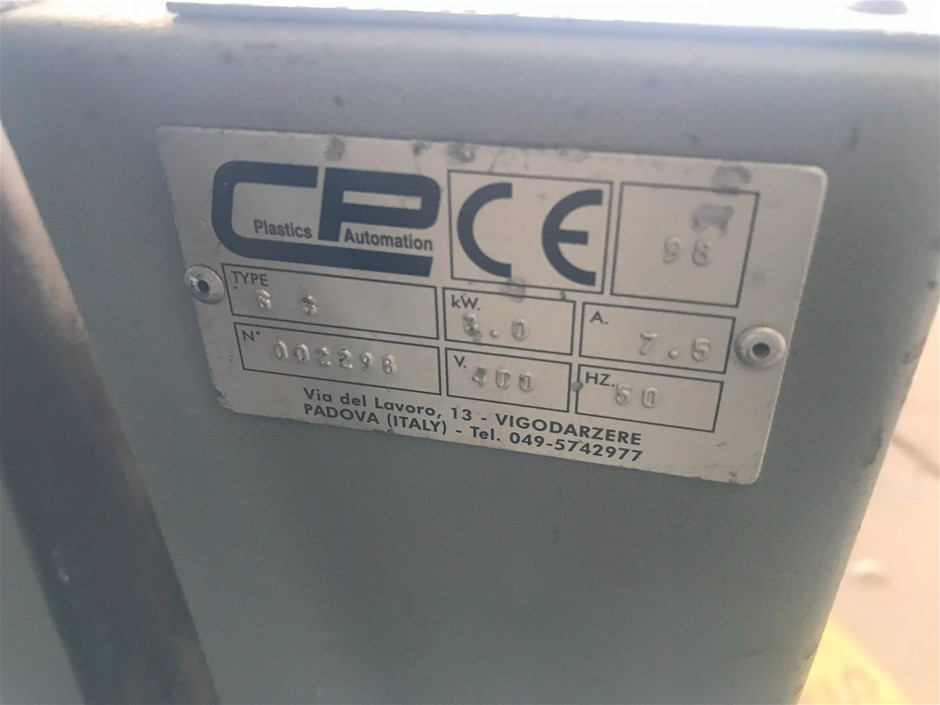 CP
Plastics Automation
CE
98
TYPE
kW. 3.0
A. 7.5
N° 002298
V. 400
HZ. 50
Via del Lavoro, 13 - VIGODARZERE
PADOVA (ITALY) - Tel. 049-5742977